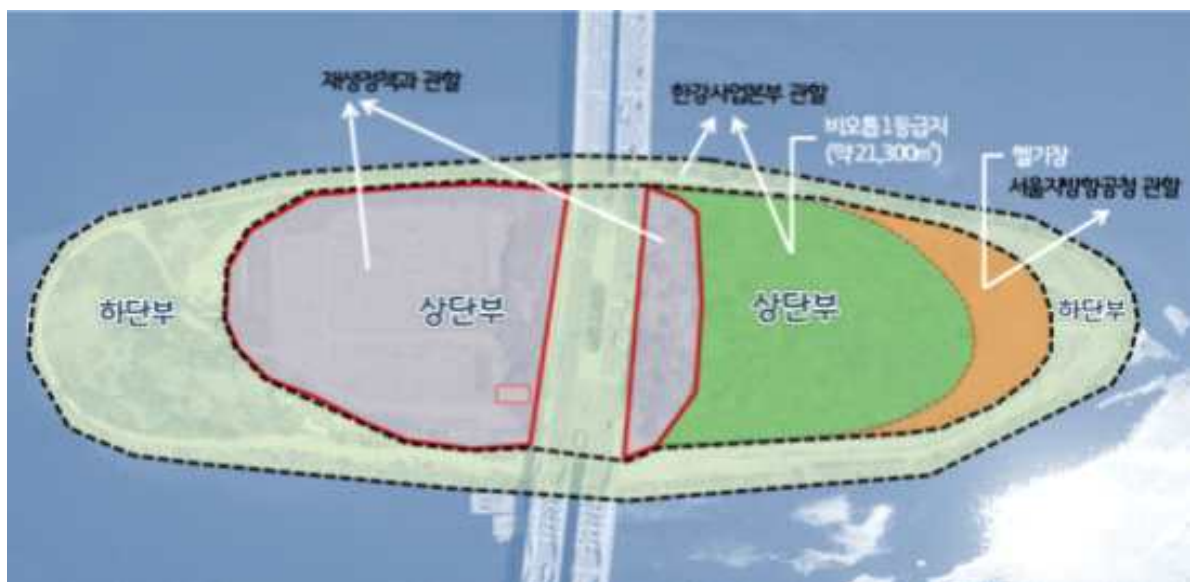 재생정책과 관할
한강사업본부 관할
비오톱1등급지
(약 21,300㎡)
헬기장
서울지방항공청 관할
하단부
상단부
상단부
하단부